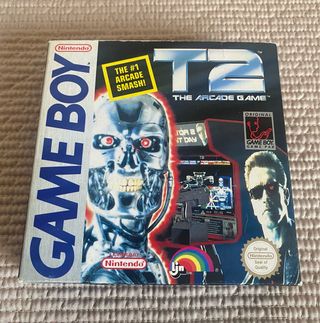 Nintendo
GAME BOY
THE #1
ARCADE
SMASH!
T2
THE ARCADE GAME
TM
ORIGINAL
GAME BOY
Nintendo
LJN
Original
Nintendo
Seal of Quality